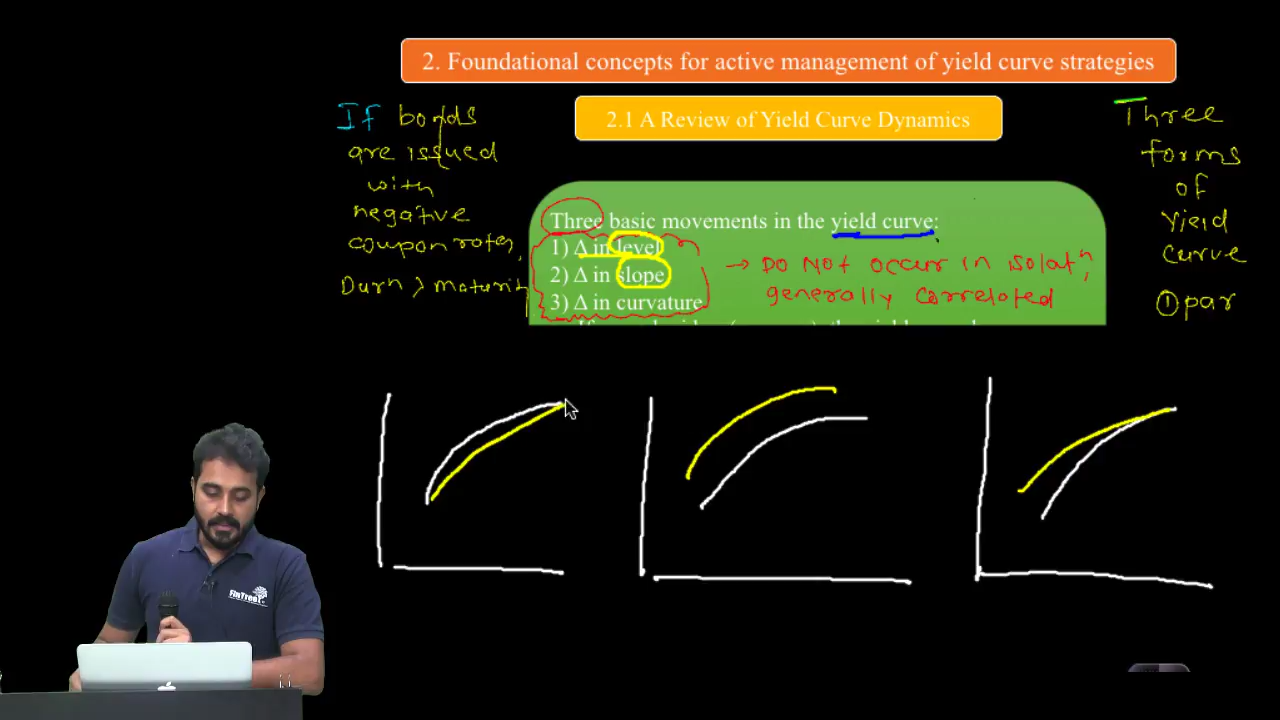 2. Foundational concepts for active management of yield curve strategies
2.1 A Review of Yield Curve Dynamics
If bonds
are issued
with
negative
coupon rates,
Durn > maturity
Three basic movements in the yield curve:
1) Δ in level
2) Δ in slope
3) Δ in curvature
→ DO NOT occur in isolatn,
generally correlated
Three
forms
of
Yield
curve
① par
FinTree